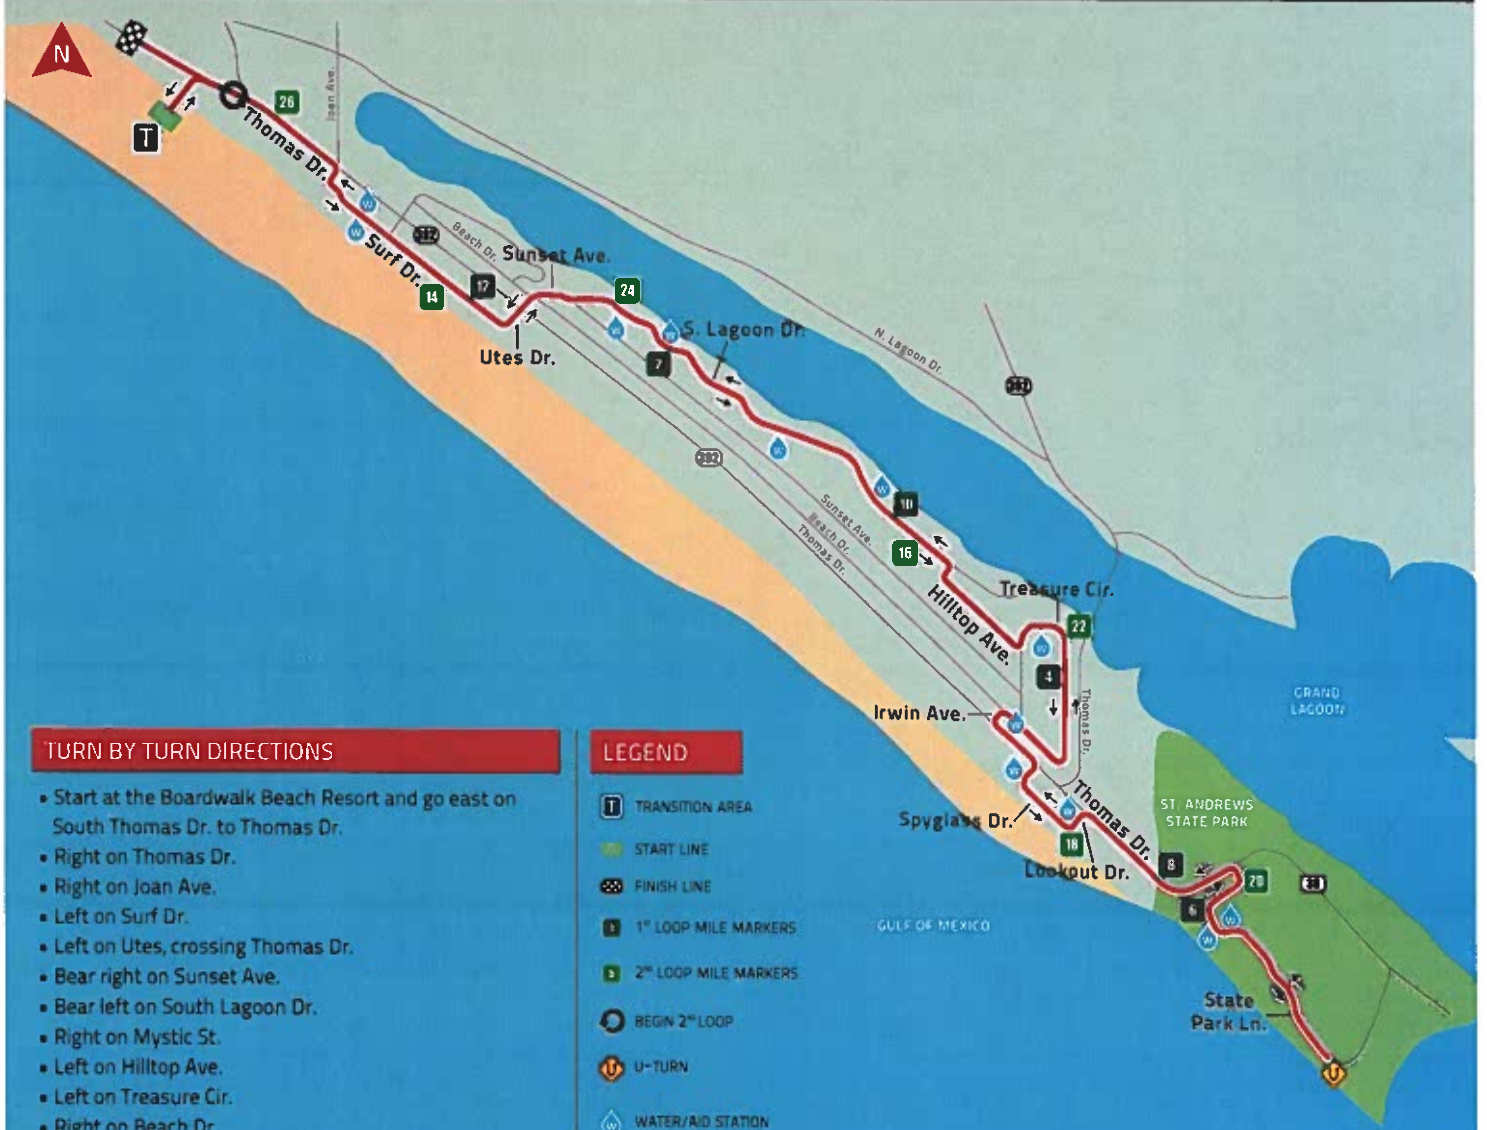 N
26
T
Joan Ave.
Thomas Dr.
W
W
392
Beach Dr.
Sunset Ave.
Surf Dr.
17
14
24
Utes Dr.
W
W
S. Lagoon Dr.
7
N. Lagoon Dr.
392
392
W
W
10
Sunset Ave.
Beach Dr.
Thomas Dr.
16
Treasure Cir.
Hilltop Ave.
22
W
4
Thomas Dr.
GRAND
LAGOON
Irwin Ave.
W
W
Thomas Dr.
W
Spyglass Dr.
ST. ANDREWS
STATE PARK
18
Lookout Dr.
8
20
6
W
W
GULF OF MEXICO
State
Park Ln.
TURN BY TURN DIRECTIONS
• Start at the Boardwalk Beach Resort and go east on
South Thomas Dr. to Thomas Dr.
• Right on Thomas Dr.
• Right on Joan Ave.
• Left on Surf Dr.
• Left on Utes, crossing Thomas Dr.
• Bear right on Sunset Ave.
• Bear left on South Lagoon Dr.
• Right on Mystic St.
• Left on Hilltop Ave.
• Left on Treasure Cir.
• Right on Beach Dr.
LEGEND
T TRANSITION AREA
START LINE
FINISH LINE
1ST LOOP MILE MARKERS
2ND LOOP MILE MARKERS
BEGIN 2ND LOOP
U-TURN
W WATER/AID STATION